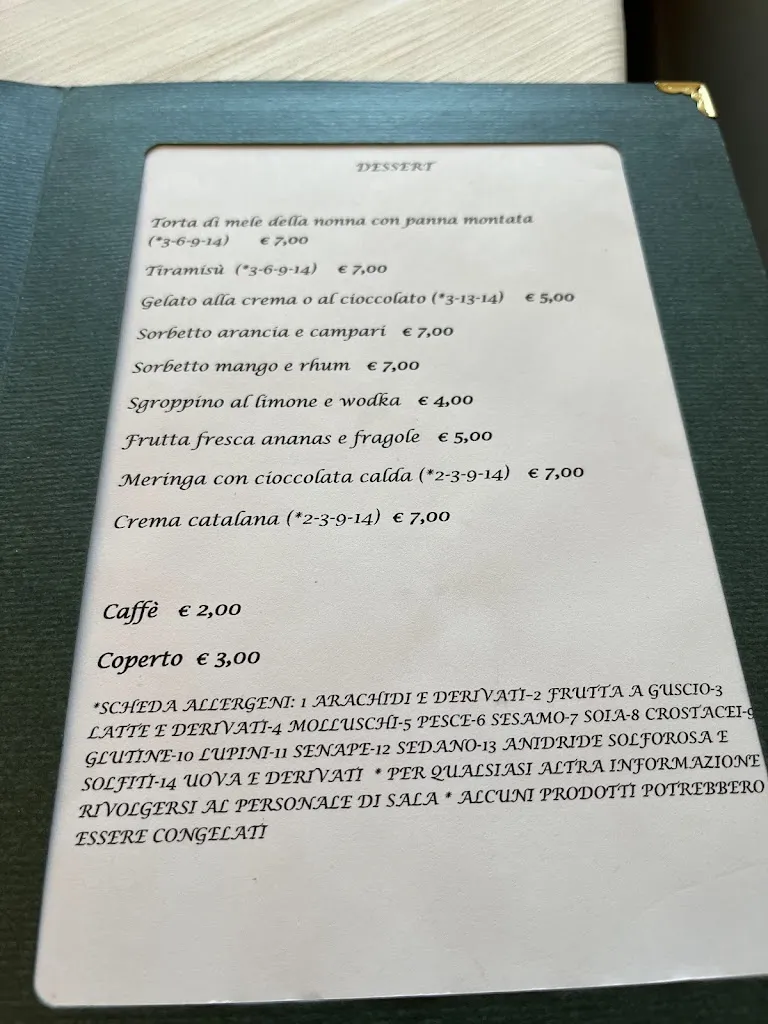 DESSERT
Torta di mele della nonna con panna montata
(*3-6-9-14) € 7,00
Tiramisù (*3-6-9-14) € 7,00
Gelato alla crema o al cioccolato (*3-13-14) € 5,00
Sorbetto arancia e campari € 7,00
Sorbetto mango e rhum € 7,00
Sgroppino al limone e wodka € 4,00
Frutta fresca ananas e fragole € 5,00
Meringa con cioccolata calda (*2-3-9-14) € 7,00
Crema catalana (*2-3-9-14) € 7,00
Caffè € 2,00
Coperto € 3,00
*SCHEDA ALLERGENI: 1 ARACHIDI E DERIVATI-2 FRUTTA A GUSCIO-3
LATTE E DERIVATI-4 MOLLUSCHI-5 PESCE-6 SESAMO-7 SOIA-8 CROSTACEI-9
GLUTINE-10 LUPINI-11 SENAPE-12 SEDANO-13 ANIDRIDE SOLFOROSA E
SOLFITI-14 UOVA E DERIVATI * PER QUALSIASI ALTRA INFORMAZIONE
RIVOLGERSI AL PERSONALE DI SALA * ALCUNI PRODOTTI POTREBBERO
ESSERE CONGELATI